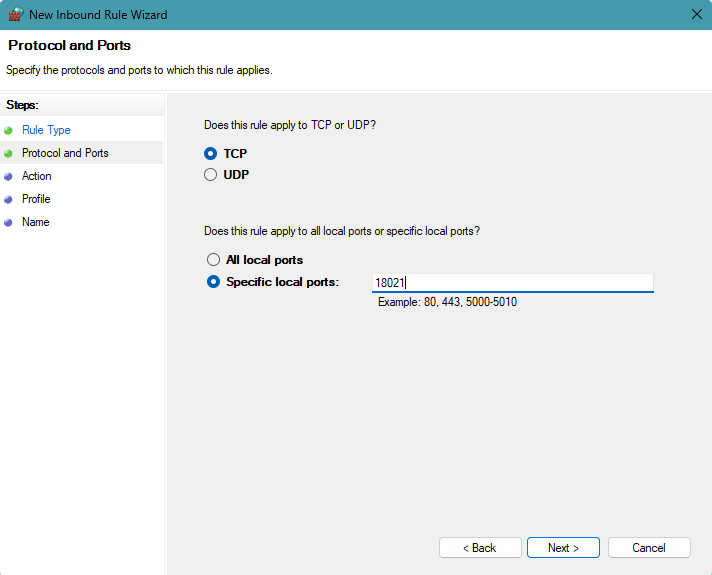 New Inbound Rule Wizard
Protocol and Ports
Specify the protocols and ports to which this rule applies.
Steps:
Rule Type
Protocol and Ports
Action
Profile
Name
Does this rule apply to TCP or UDP?
TCP
UDP
Does this rule apply to all local ports or specific local ports?
All local ports
Specific local ports:
18021
Example: 80, 443, 5000-5010
< Back
Next >
Cancel